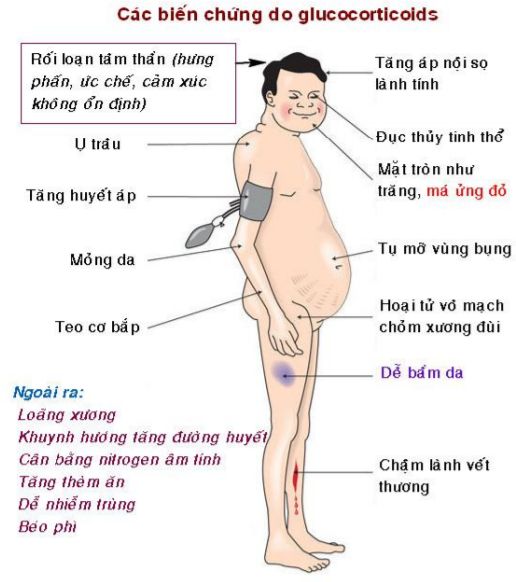 Các biến chứng do glucocorticoids
Rối loạn tâm thần (hưng
phấn, ức chế, cảm xúc
không ổn định)
Ụ trâu
Tăng huyết áp
Mỏng da
Teo cơ bắp
Tăng áp nội sọ
lành tính
Đục thủy tinh thể
Mặt tròn như
trăng, má ửng đỏ
Tụ mỡ vùng bụng
Hoại tử vô mạch
chỏm xương đùi
Dễ bầm da
Chậm lành vết
thương
Ngoài ra:
Loãng xương
Khuynh hướng tăng đường huyết
Cân bằng nitrogen âm tính
Tăng thèm ăn
Dễ nhiễm trùng
Béo phì